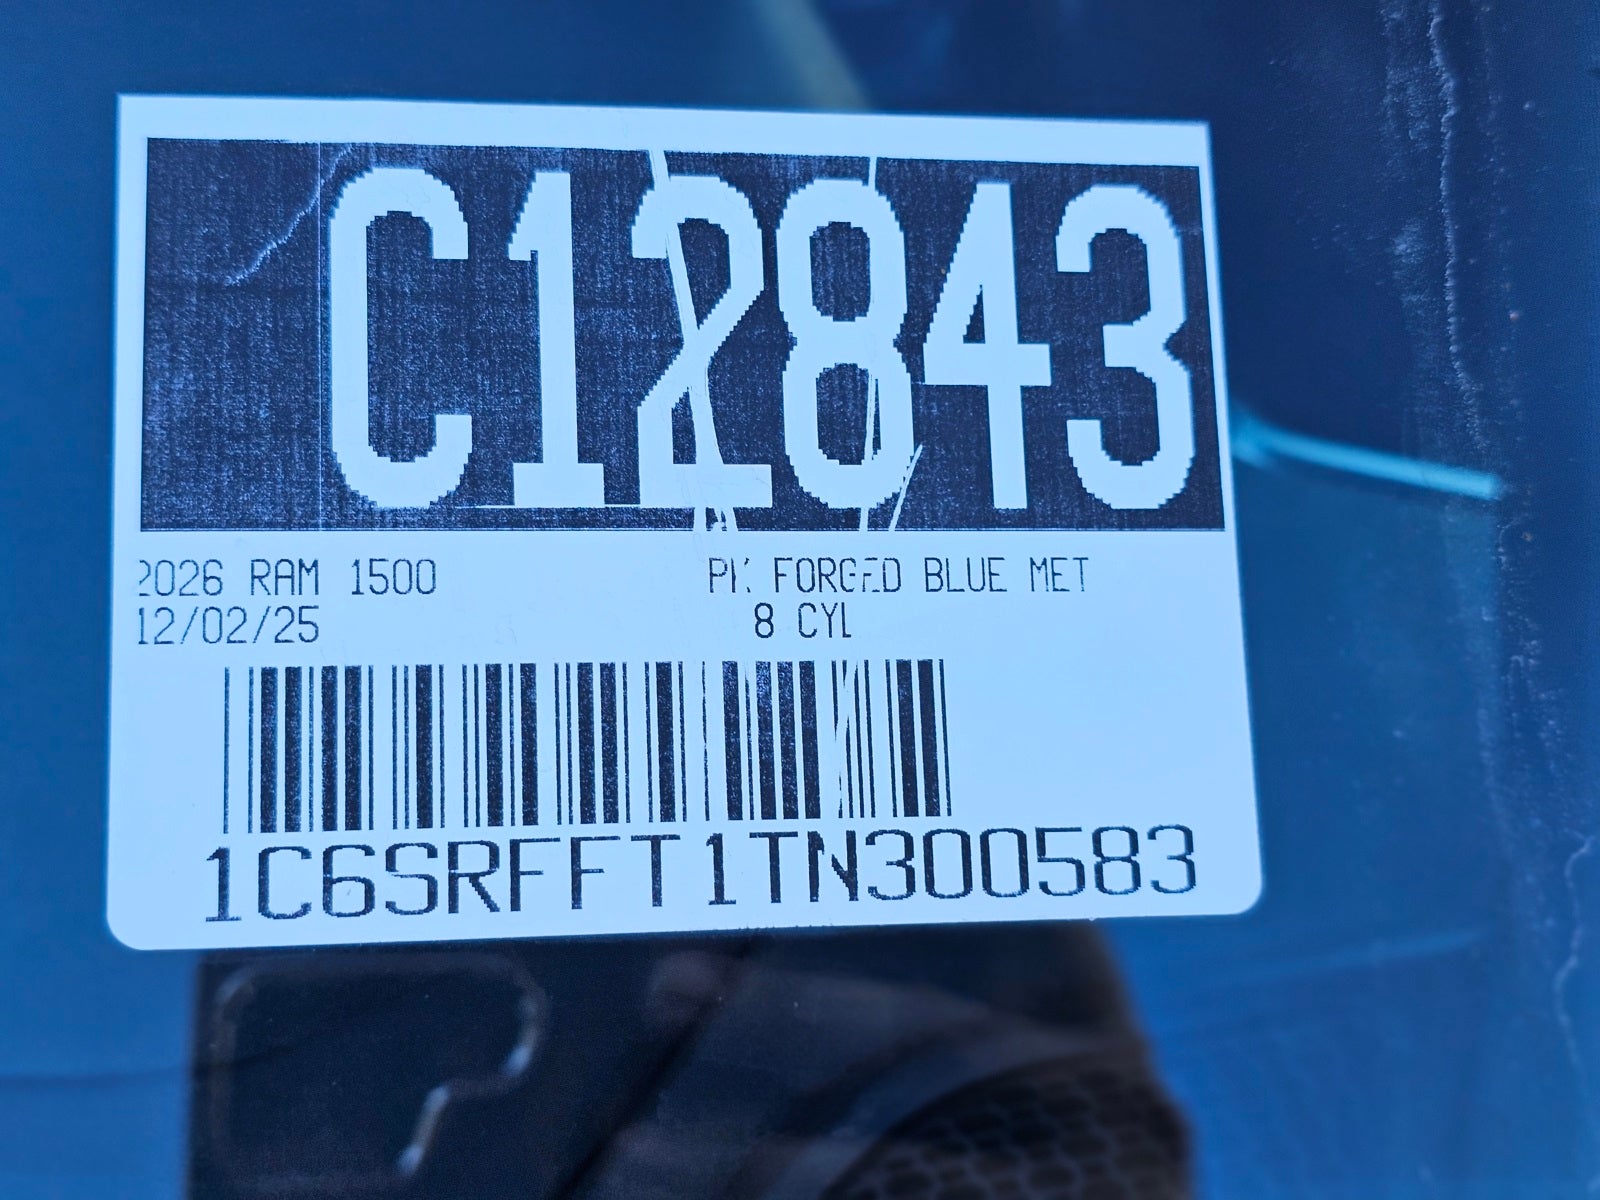 C12843
2026 RAM 1500 PK FORGED BLUE MET
12/02/25 8 CYL
1C6SRFFT1TN300583